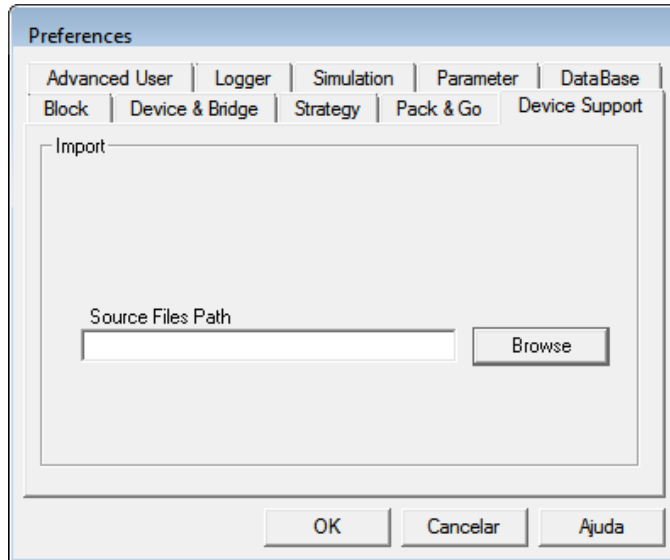 Preferences
Advanced User Logger Simulation Parameter DataBase
Block Device & Bridge Strategy Pack & Go Device Support
Import
Source Files Path
Browse
OK Cancelar Ajuda